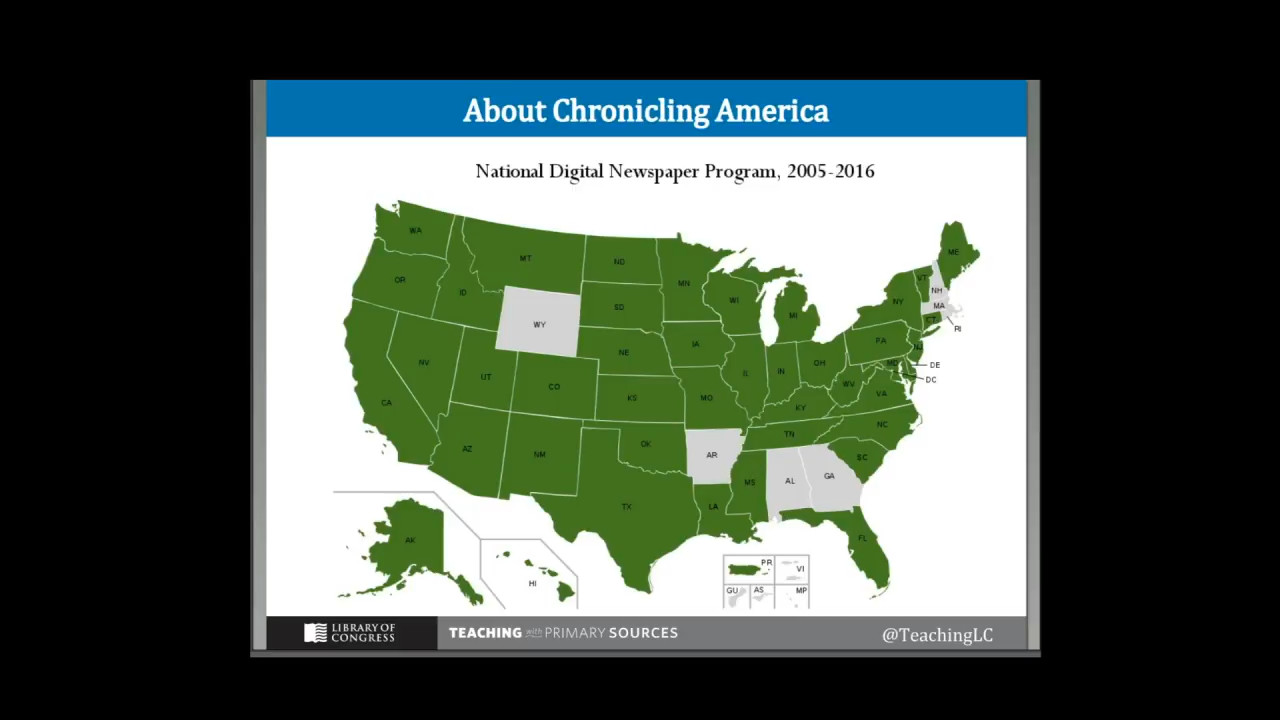 About Chronicling America
National Digital Newspaper Program, 2005-2016
WA
MT
ND
MN
ME
OR
ID
SD
WI
MI
VT
NH
NY
MA
CT
RI
WY
NE
IA
PA
NJ
NV
UT
CO
IL
IN
OH
MD
DE
DC
WV
VA
CA
KS
MO
KY
NC
AZ
NM
OK
AR
TN
SC
TX
LA
MS
AL
GA
FL
AK
HI
PR
VI
GU
AS
MP
LIBRARY OF
CONGRESS
TEACHING with PRIMARY SOURCES
@TeachingLC